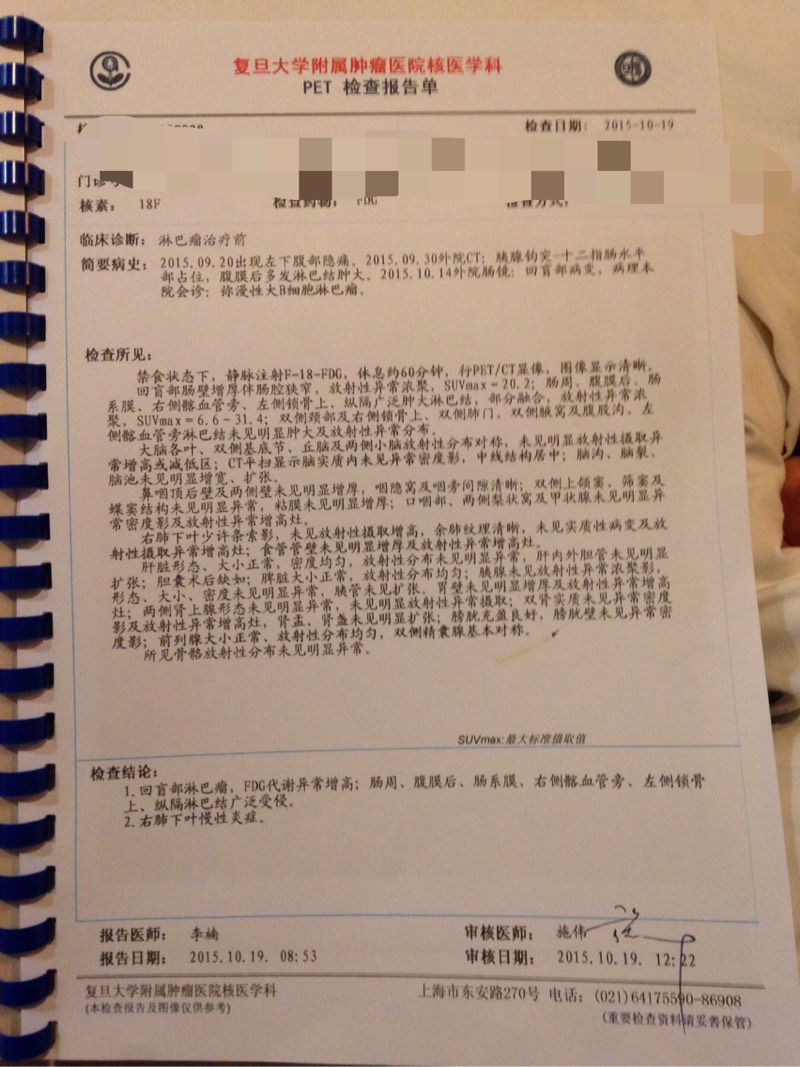 复旦大学附属肿瘤医院核医学科
PET 检查报告单
检查日期: 2015-10-19
门诊号
核素: 18F 检查药物: FDG 检查方式:
临床诊断: 淋巴瘤治疗前
简要病史: 2015.09.20出现左下腹部隐痛。2015.09.30外院CT: 胰腺钩突-十二指肠水平
部占位, 腹膜后多发淋巴结肿大。2015.10.14外院肠镜: 回盲部病变, 病理本
院会诊: 弥漫性大B细胞淋巴瘤。
检查所见:
禁食状态下, 静脉注射F-18-FDG, 休息约60分钟, 行PET/CT显像, 图像显示清晰。
回盲部肠壁增厚伴肠腔狭窄, 放射性异常浓聚, SUVmax=20.2; 肠周、腹膜后、肠
系膜、右侧髂血管旁、左侧锁骨上、纵隔广泛肿大淋巴结, 部分融合, 放射性异常浓
聚, SUVmax=6.6-31.4; 双侧颈部及右侧锁骨上、双侧肺门、双侧腋窝及腹股沟、左
侧髂血管旁淋巴结未见明显肿大及放射性异常分布。
大脑各叶、双侧基底节、丘脑及两侧小脑放射性分布对称, 未见明显放射性摄取异
常增高或减低区; CT平扫显示脑实质内未见异常密度影, 中线结构居中; 脑沟、脑裂、
脑池未见明显增宽、扩张。
鼻咽顶后壁及两侧壁未见明显增厚, 咽隐窝及咽旁间隙清晰; 双侧上颌窦、筛窦及
蝶窦结构未见明显异常, 粘膜未见明显增厚; 口咽部、两侧梨状窝及甲状腺未见明显异
常密度影及放射性异常增高灶。
右肺下叶少许条索影, 未见放射性摄取增高, 余肺纹理清晰, 未见实质性病变及放
射性摄取异常增高灶; 食管管壁未见明显增厚及放射性异常增高灶。
肝脏形态、大小正常, 密度均匀, 放射性分布未见明显异常, 肝内外胆管未见明显
扩张; 胆囊术后缺如; 脾脏大小正常, 放射性分布均匀; 胰腺未见放射性异常浓聚影,
形态、大小、密度未见明显异常, 胰管未见扩张。胃壁未见明显增厚及放射性异常增高
灶; 两侧肾上腺形态未见明显异常, 未见明显放射性异常摄取; 双肾实质未见异常密度
影及放射性异常增高灶, 肾盂、肾盏未见明显扩张; 膀胱充盈良好, 膀胱壁未见异常密
度影; 前列腺大小正常、放射性分布均匀, 双侧精囊腺基本对称。
所见骨骼放射性分布未见明显异常。
SUVmax:最大标准摄取值
检查结论:
1.回盲部淋巴瘤, FDG代谢异常增高; 肠周、腹膜后、肠系膜、右侧髂血管旁、左侧锁骨
上、纵隔淋巴结广泛受侵。
2.右肺下叶慢性炎症。
报告医师: 李楠 审核医师: 施伟
报告日期: 2015.10.19. 08:53 审核日期: 2015.10.19. 12:22
复旦大学附属肿瘤医院核医学科 上海市东安路270号 电话: (021)64175590-86908
(本检查报告及图像仅供参考) (重要检查资料请妥善保管)